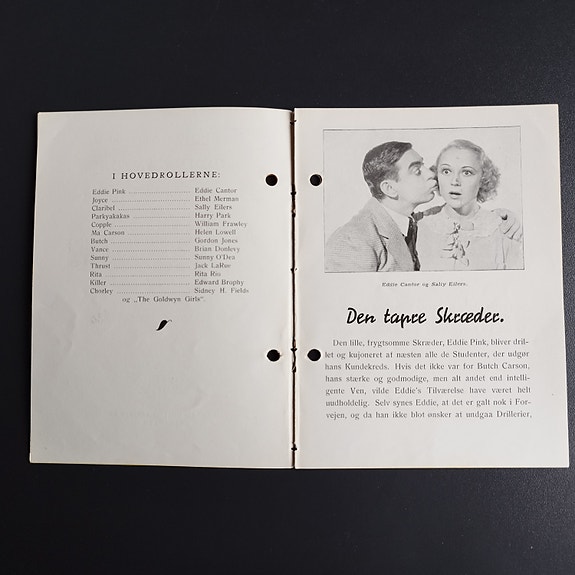 I HOVEDROLLERNE:
Eddie Pink ........................ Eddie Cantor
Joyce ................................ Ethel Merman
Claribel ............................ Sally Eilers
Parkyakakas .................... Harry Park
Copple ............................. William Frawley
Ma Carson ...................... Helen Lowell
Butch ............................... Gordon Jones
Vance ............................... Brian Donlevy
Sunny ............................... Sunny O'Dea
Thrust .............................. Jack LaRue
Rita ................................... Rita Rio
Killer ................................ Edward Brophy
Chorley ............................ Sidney H. Fields
og „The Goldwyn Girls".
Eddie Cantor og Sally Eilers.
Den tapre Skræder.
Den lille, frygtsomme Skræder, Eddie Pink, bliver dril-
let og kujoneret af næsten alle de Studenter, der udgør
hans Kundekreds. Hvis det ikke var for Butch Carson,
hans stærke og godmodige, men alt andet end intelli-
gente Ven, vilde Eddie's Tilværelse have været helt
uudholdelig. Selv synes Eddie, at det er galt nok i For-
vejen, og da han ikke blot ønsker at undgaa Drillerier,